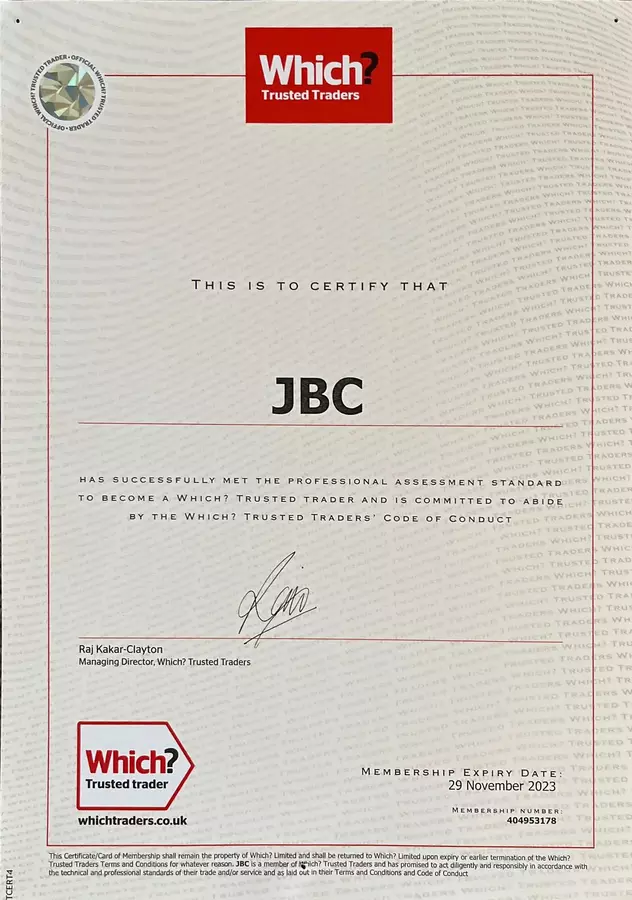 OFFICIAL WHICH? TRUSTED TRADER • OFFICIAL WHICH? TRUSTED TRADER •
Which?
Trusted Traders
THIS IS TO CERTIFY THAT
JBC
HAS SUCCESSFULLY MET THE PROFESSIONAL ASSESSMENT STANDARD
TO BECOME A WHICH? TRUSTED TRADER AND IS COMMITTED TO ABIDE
BY THE WHICH? TRUSTED TRADERS' CODE OF CONDUCT
Raj Kakar-Clayton
Managing Director, Which? Trusted Traders
Which?
Trusted trader
whichtraders.co.uk
MEMBERSHIP EXPIRY DATE:
29 November 2023
MEMBERSHIP NUMBER:
404953178
This Certificate/Card of Membership shall remain the property of Which? Limited and shall be returned to Which? Limited upon expiry or earlier termination of the Which?
Trusted Traders Terms and Conditions for whatever reason. JBC is a member of Which? Trusted Traders and has promised to act diligently and responsibly in accordance with
the technical and professional standards of their trade and/or service and as laid out in their Terms and Conditions and Code of Conduct
TCERT4